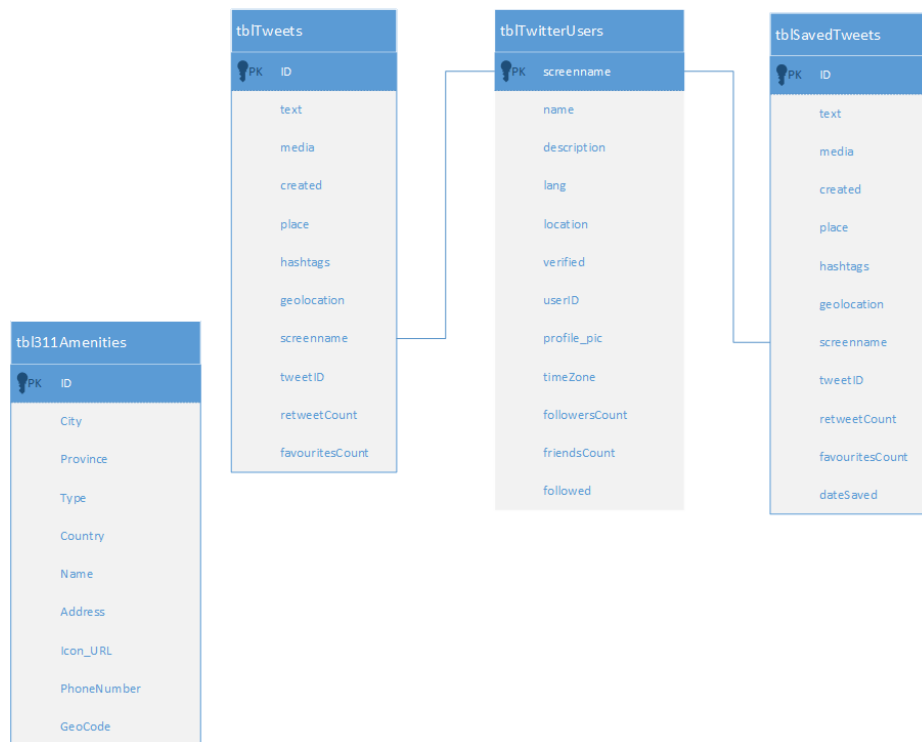 tblTweets
PK ID
text
media
created
place
hashtags
geolocation
screenname
tweetID
retweetCount
favouritesCount
tblTwitterUsers
PK screenname
name
description
lang
location
verified
userID
profile_pic
timeZone
followersCount
friendsCount
followed
tblSavedTweets
PK ID
text
media
created
place
hashtags
geolocation
screenname
tweetID
retweetCount
favouritesCount
dateSaved
tbl311Amenities
PK ID
City
Province
Type
Country
Name
Address
Icon_URL
PhoneNumber
GeoCode